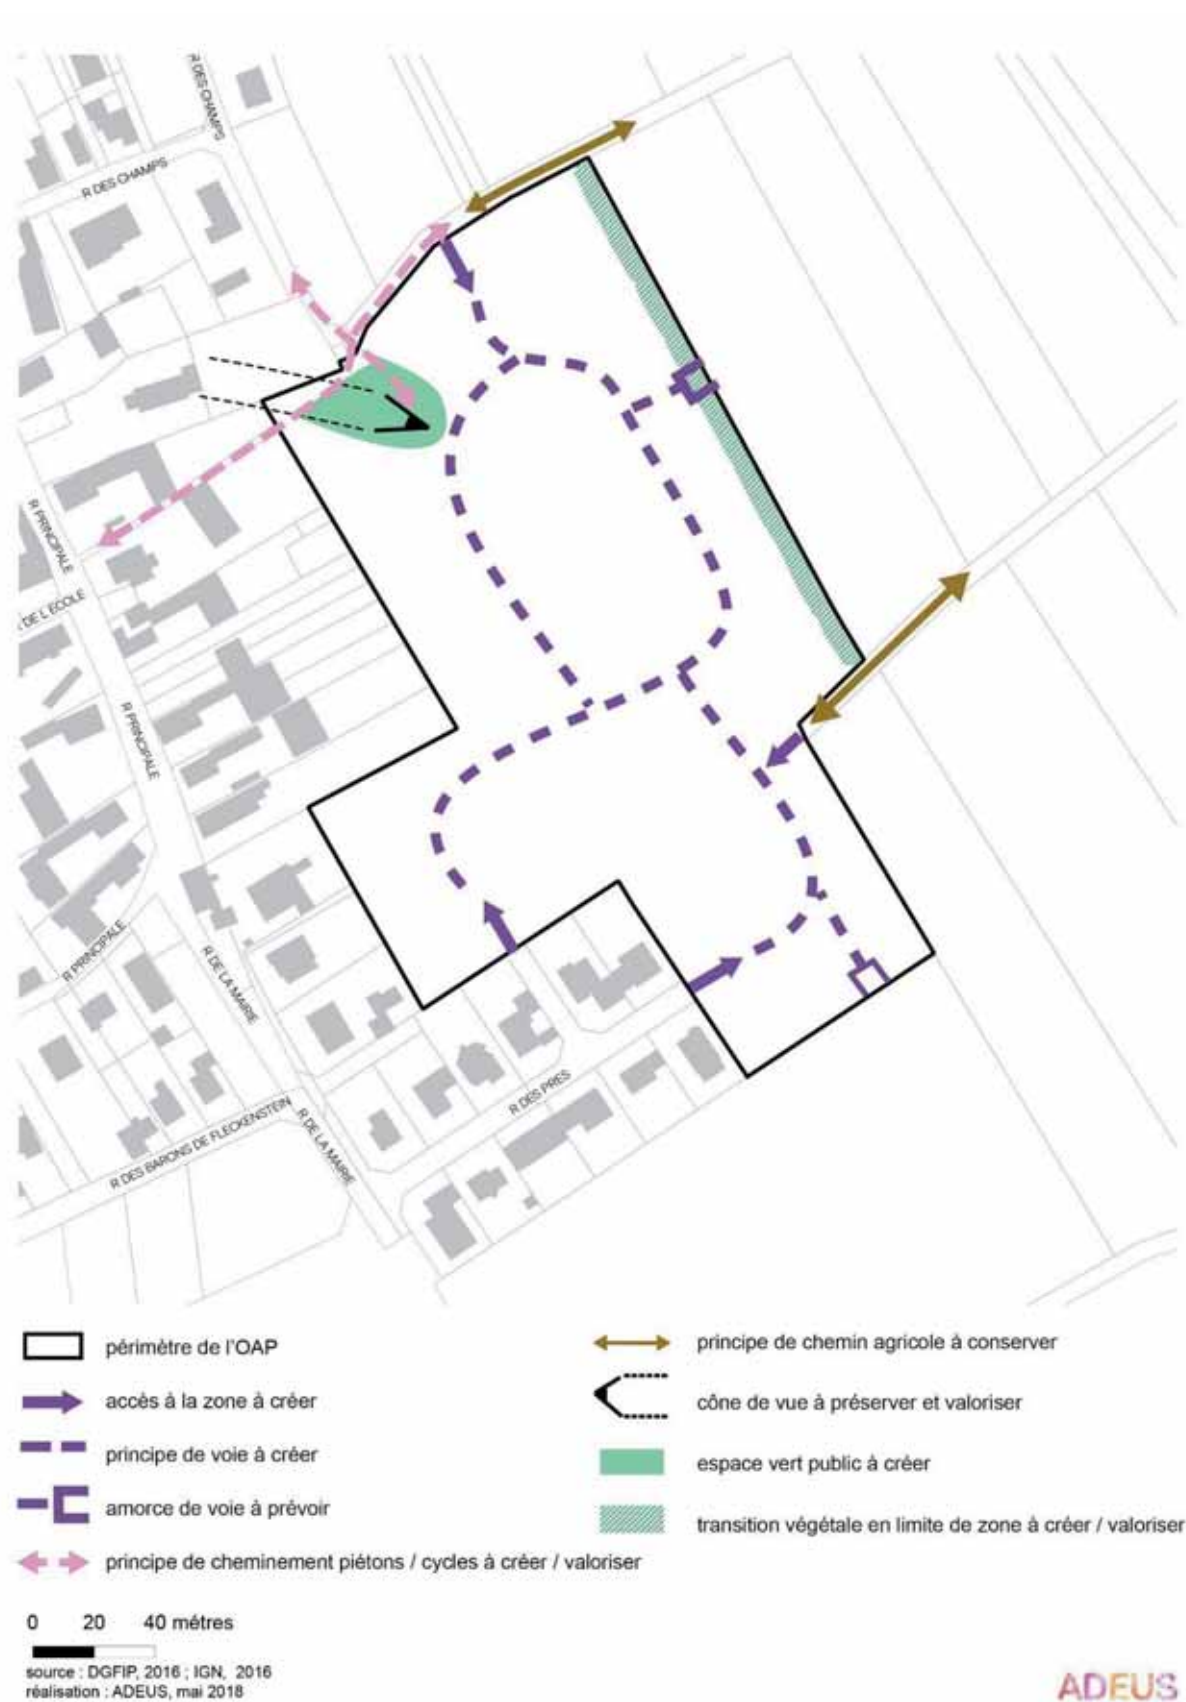 R DES CHAMPS
R DES CHAMPS
R PRINCIPALE
DE L'ECOLE
R PRINCIPALE
R PRINCIPALE
R DE LA MAIRIE
R DES PRES
R DES BARONS DE FLECKENSTEIN
R DE LA MAIRIE
périmètre de l'OAP
accès à la zone à créer
principe de voie à créer
amorce de voie à prévoir
principe de cheminement piétons / cycles à créer / valoriser
principe de chemin agricole à conserver
cône de vue à préserver et valoriser
espace vert public à créer
transition végétale en limite de zone à créer / valoriser
0 20 40 métres
source : DGFIP, 2016 ; IGN, 2016
réalisation : ADEUS, mai 2018
ADEUS